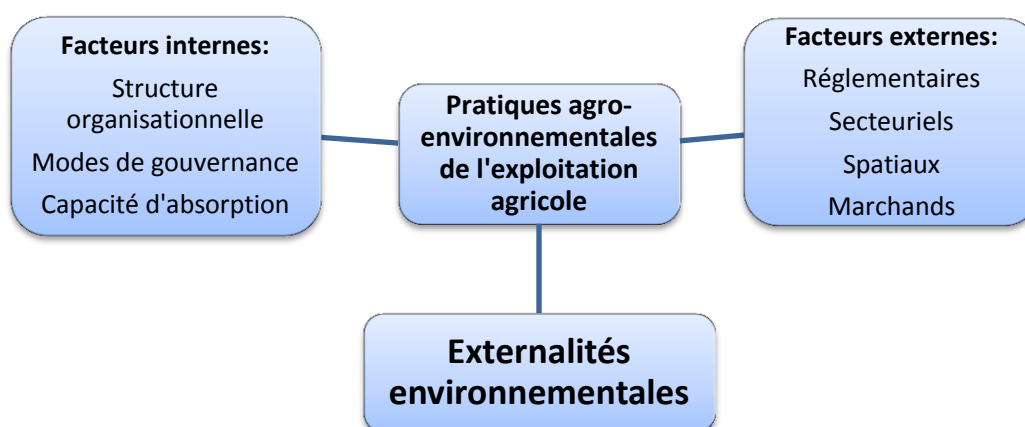 Facteurs internes:
Structure
organisationnelle
Modes de gouvernance
Capacité d'absorption
Pratiques agro-
environnementales
de l'exploitation
agricole
Facteurs externes:
Réglementaires
Secteuriels
Spatiaux
Marchands
Externalités
environnementales